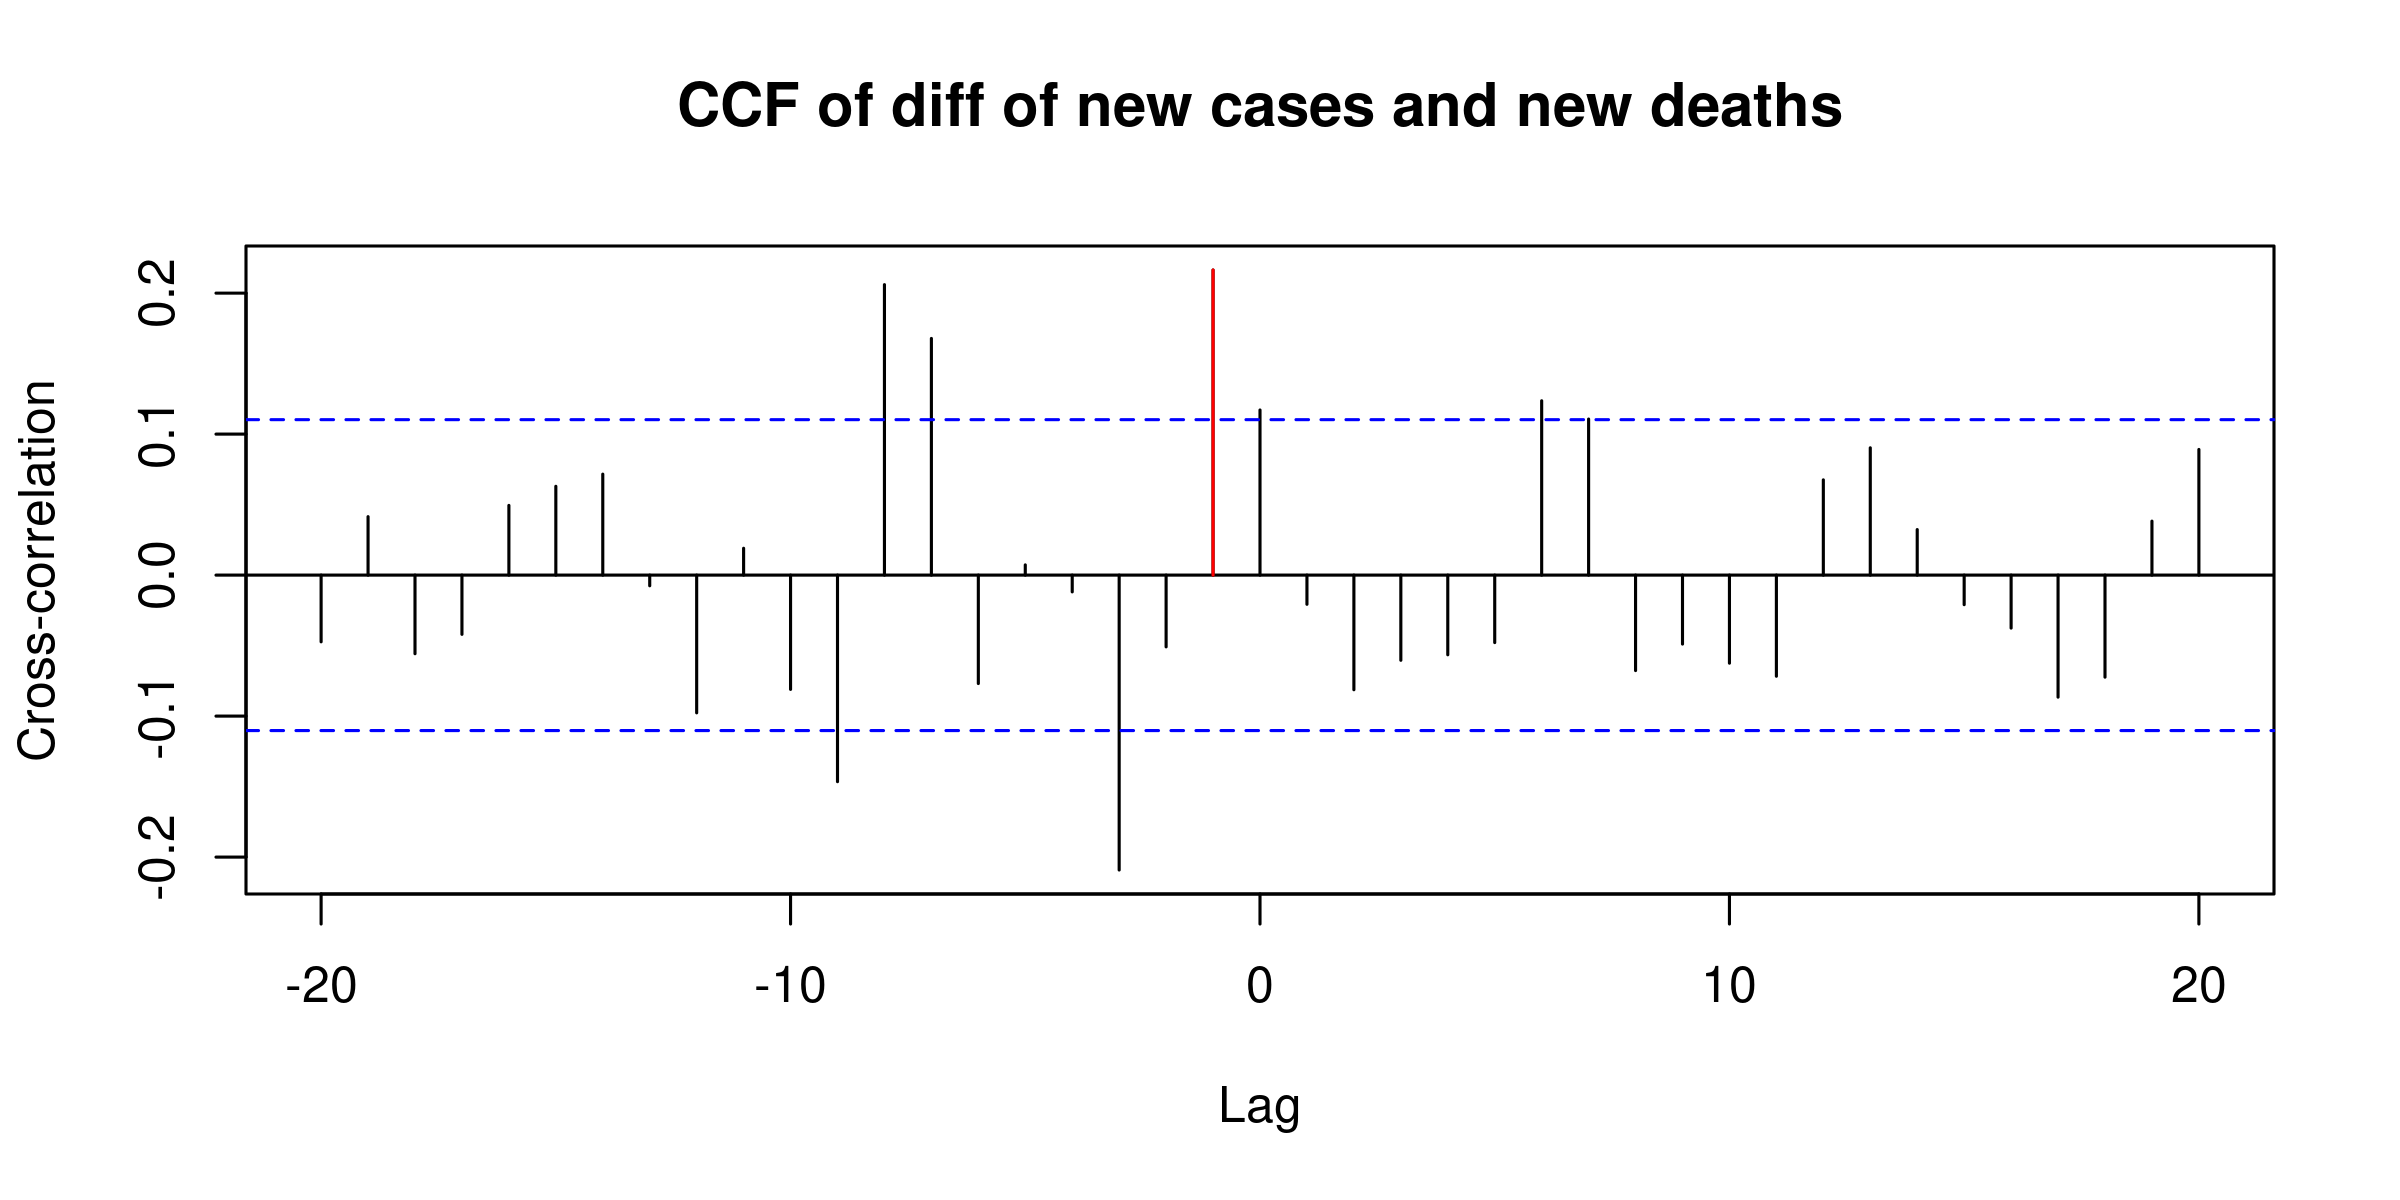 CCF of diff of new cases and new deaths
Cross-correlation
0.2
0.1
0.0
-0.1
-0.2
-20 -10 0 10 20
Lag